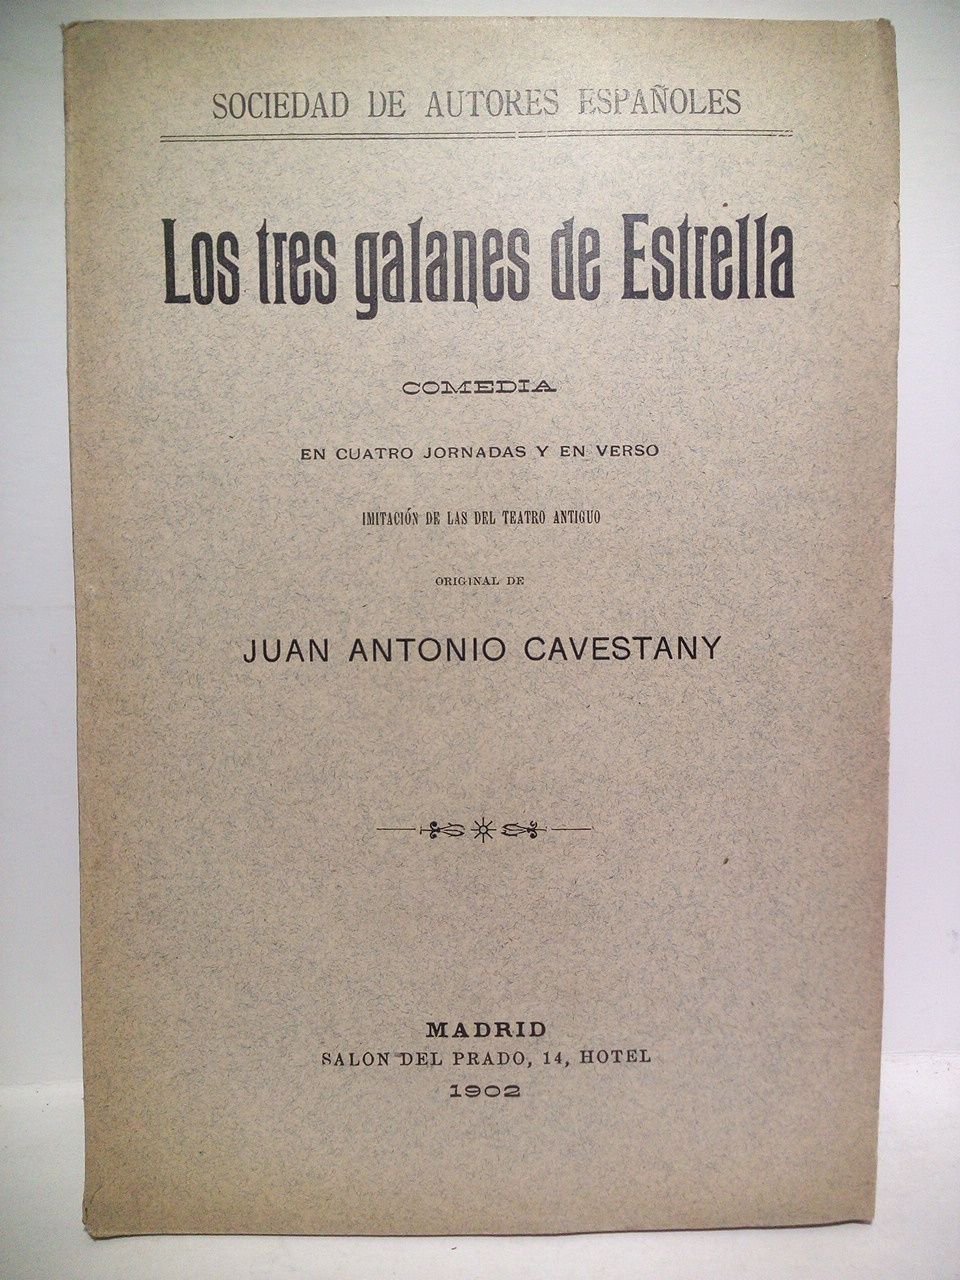 SOCIEDAD DE AUTORES ESPAÑOLES
Los tres galanes de Estrella
COMEDIA
EN CUATRO JORNADAS Y EN VERSO
IMITACIÓN DE LAS DEL TEATRO ANTIGUO
ORIGINAL DE
JUAN ANTONIO CAVESTANY
MADRID
SALON DEL PRADO, 14, HOTEL
1902